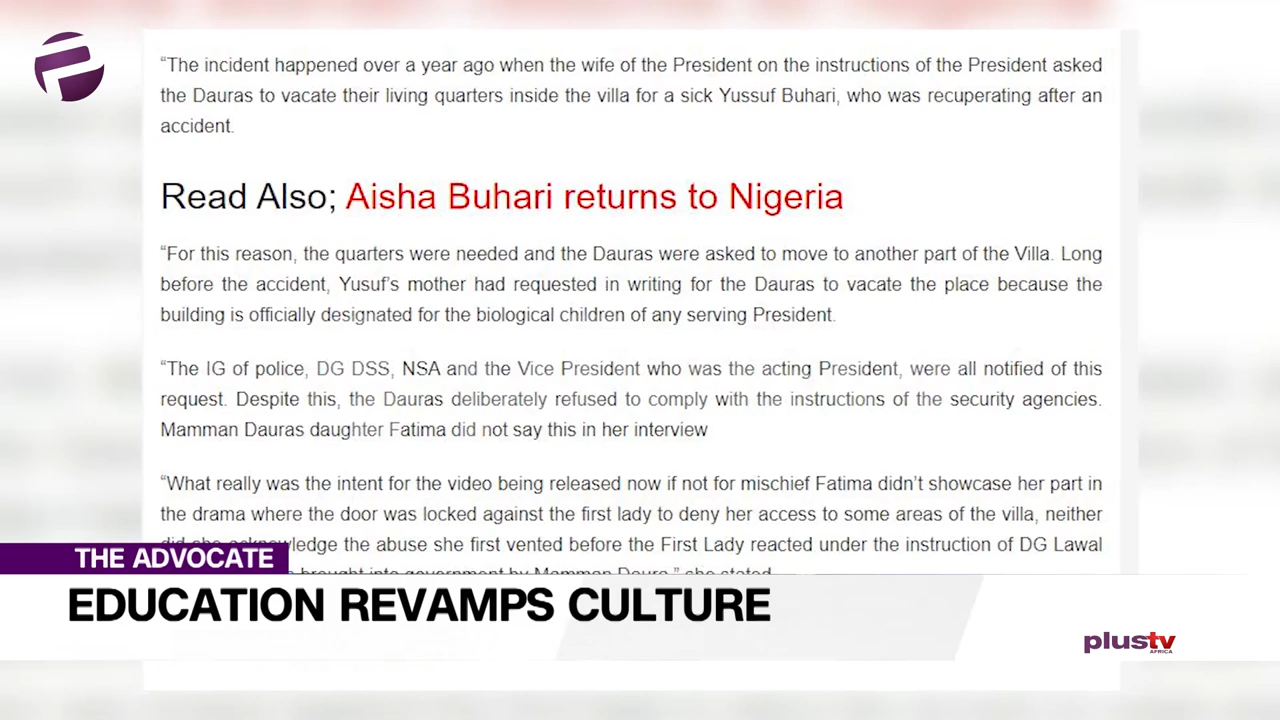 “The incident happened over a year ago when the wife of the President on the instructions of the President asked
the Dauras to vacate their living quarters inside the villa for a sick Yussuf Buhari, who was recuperating after an
accident.
Read Also; Aisha Buhari returns to Nigeria
“For this reason, the quarters were needed and the Dauras were asked to move to another part of the Villa. Long
before the accident, Yusuf’s mother had requested in writing for the Dauras to vacate the place because the
building is officially designated for the biological children of any serving President.
“The IG of police, DG DSS, NSA and the Vice President who was the acting President, were all notified of this
request. Despite this, the Dauras deliberately refused to comply with the instructions of the security agencies.
Mamman Dauras daughter Fatima did not say this in her interview
“What really was the intent for the video being released now if not for mischief Fatima didn’t showcase her part in
the drama where the door was locked against the first lady to deny her access to some areas of the villa, neither
the abuse she first vented before the First Lady reacted under the instruction of DG Lawal
brought into government by Mamman Daura,” she stated
THE ADVOCATE
EDUCATION REVAMPS CULTURE
plustv
AFRICA